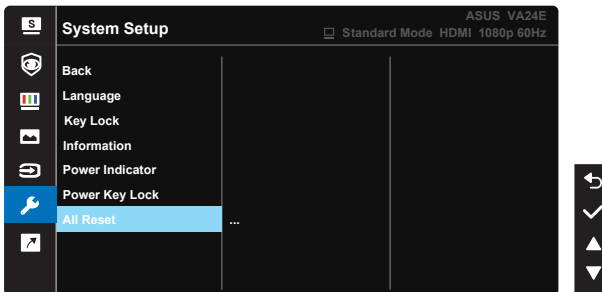 S
System Setup
ASUS VA24E
Standard Mode HDMI 1080p 60Hz
Back
Language
Key Lock
Information
Power Indicator
Power Key Lock
All Reset ...